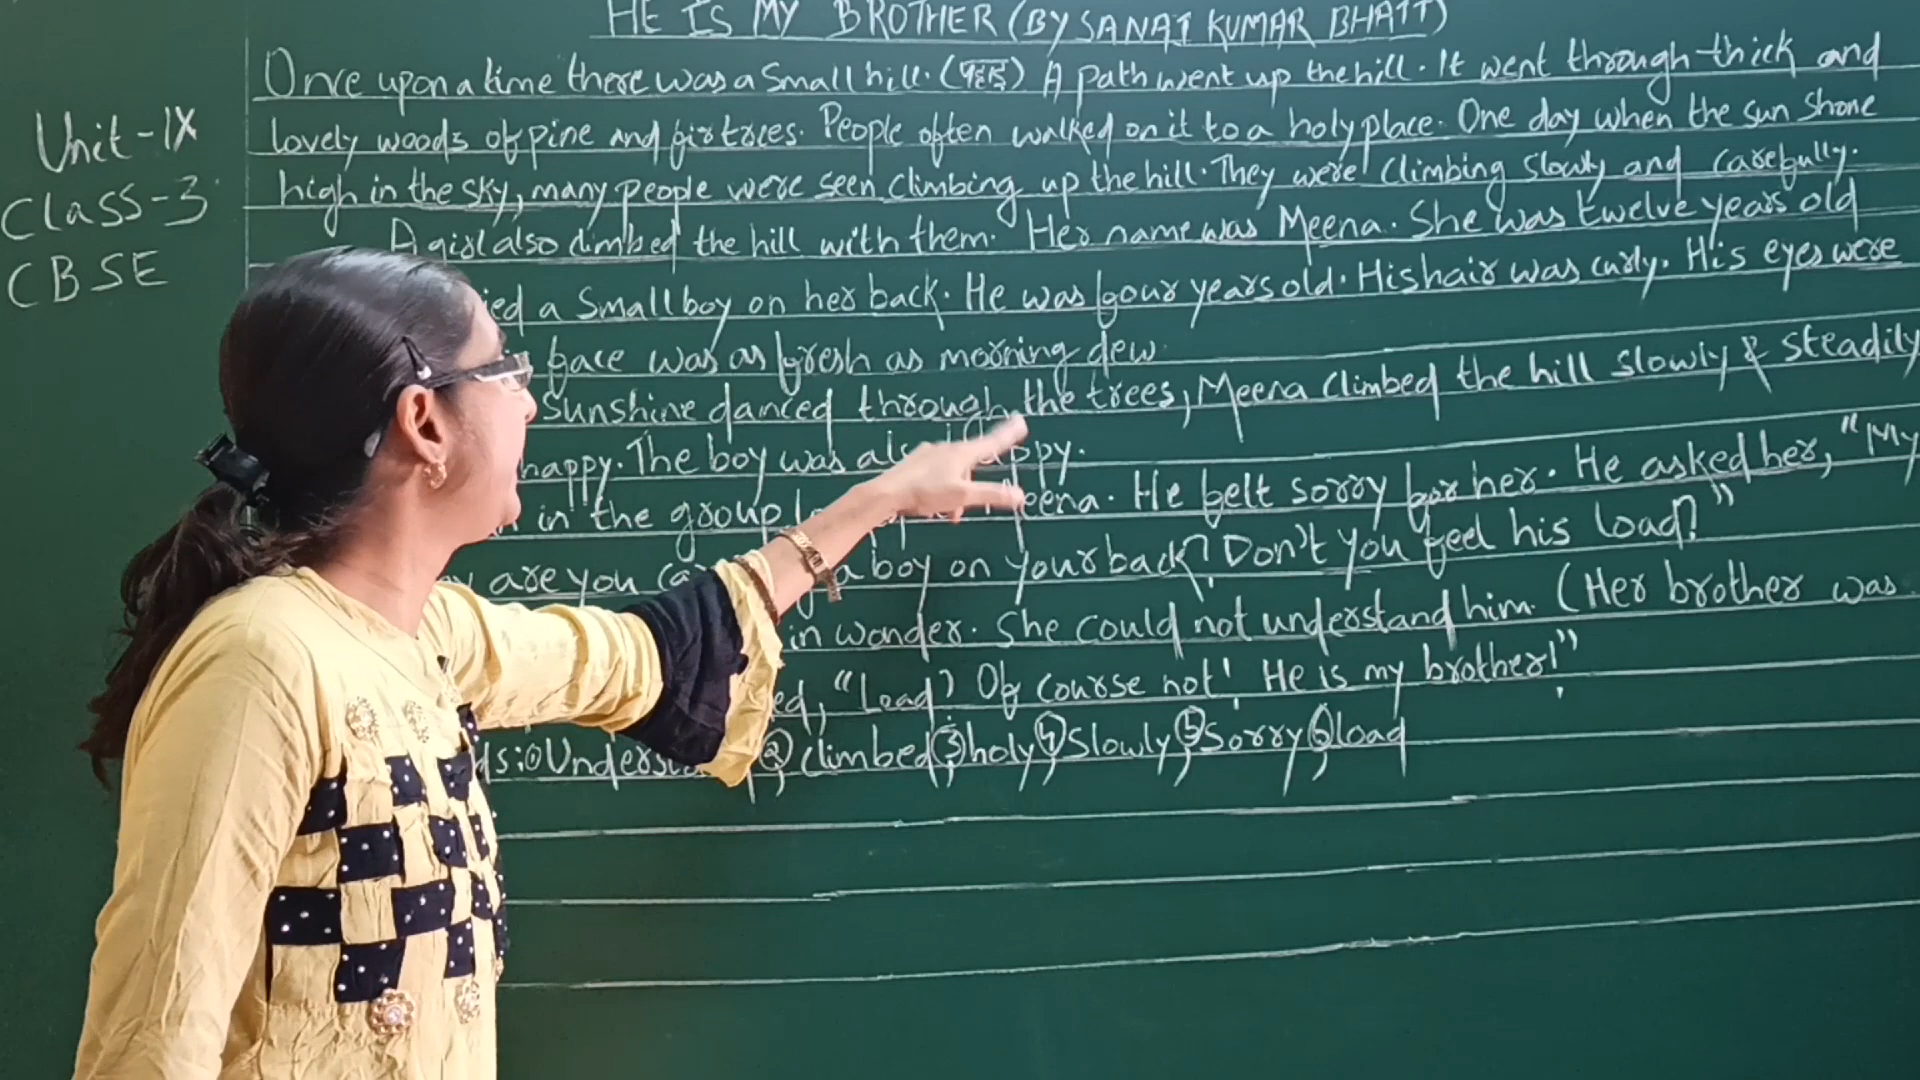 HE IS MY BROTHER (BY SANAT KUMAR BHATT)
Unit-IX
Class-3
CBSE
Once upon a time there was a small hill. A path went up the hill. It went through thick and
lovely woods of pine and fir trees. People often walked on it to a holy place. One day when the sun shone
high in the sky, many people were seen climbing up the hill. They were climbing slowly and carefully.
A girl also climbed the hill with them. Her name was Meena. She was twelve years old
a small boy on her back. He was four years old. His hair was curly. His eyes were
face was as fresh as morning dew.
sunshine danced through the trees, Meena climbed the hill slowly & steadily
happy. The boy was also happy.
in the group Meena. He felt sorry for her. He asked her, "My
are you a boy on your back? Don't you feel his load?"
in wonder. She could not understand him. (Her brother was
"Load? Of course not! He is my brother!"
① ② climbed, ③ holy, ④ Slowly, ⑤ Sorry, ⑥ load